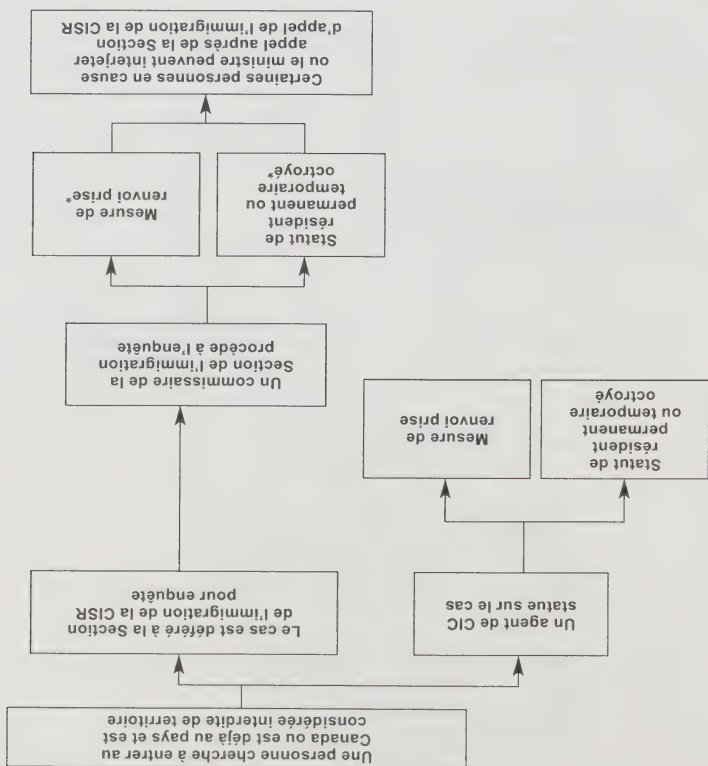 Une personne cherche à entrer au
Canada ou est déjà au pays et est
considérée interdite de territoire
Un agent de CIC
statue sur le cas
Le cas est déféré à la Section
de l'immigration de la CISR
pour enquête
Statut de
résident
permanent
ou temporaire
octroyé
Mesure de
renvoi prise
Un commissaire de la
Section de l'immigration
procède à l'enquête
Statut de
résident
permanent ou
temporaire
octroyé*
Mesure de
renvoi prise*
Certaines personnes en cause
ou le ministre peuvent interjeter
appel auprès de la Section
d'appel de l'immigration de la CISR